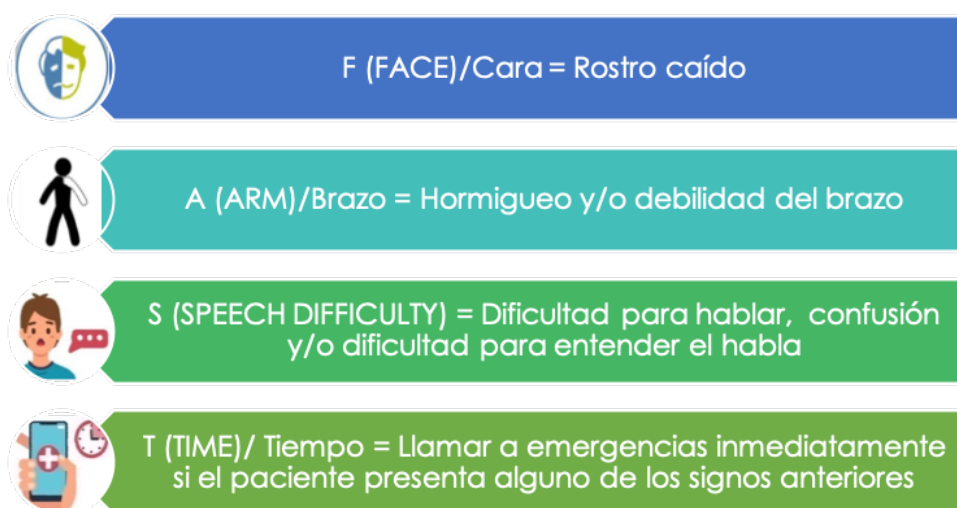 F (FACE)/Cara = Rostro caído
A (ARM)/Brazo = Hormigueo y/o debilidad del brazo
S (SPEECH DIFFICULTY) = Dificultad para hablar, confusión
y/o dificultad para entender el habla
T (TIME)/ Tiempo = Llamar a emergencias inmediatamente
si el paciente presenta alguno de los signos anteriores